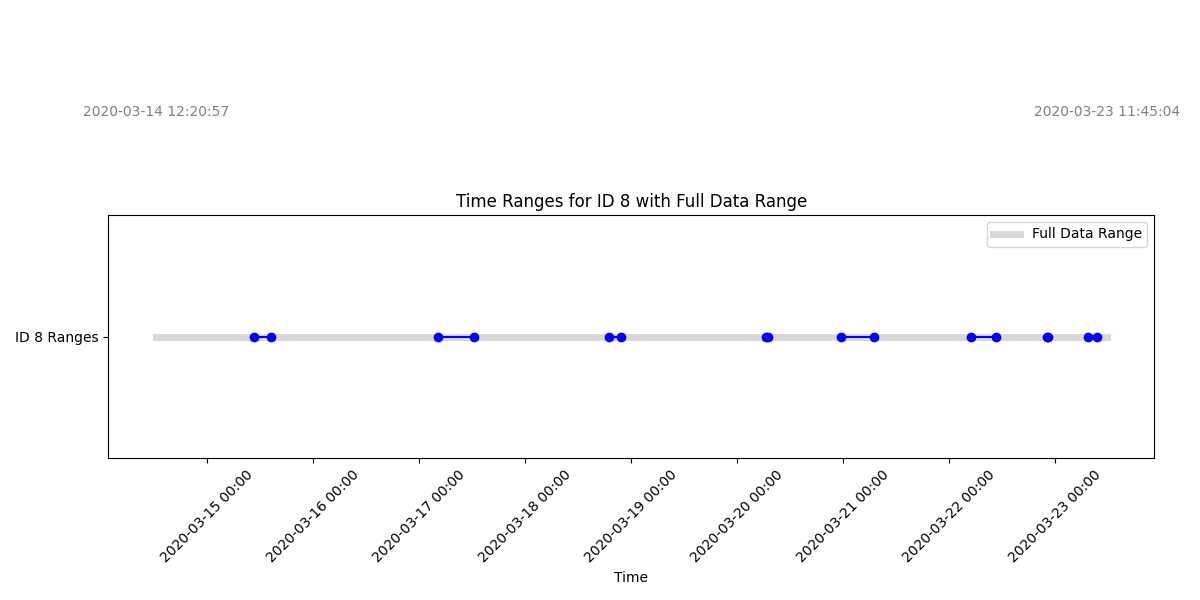 2020-03-14 12:20:57
2020-03-23 11:45:04
Time Ranges for ID 8 with Full Data Range
Full Data Range
ID 8 Ranges
2020-03-15 00:00
2020-03-16 00:00
2020-03-17 00:00
2020-03-18 00:00
2020-03-19 00:00
2020-03-20 00:00
2020-03-21 00:00
2020-03-22 00:00
2020-03-23 00:00
Time